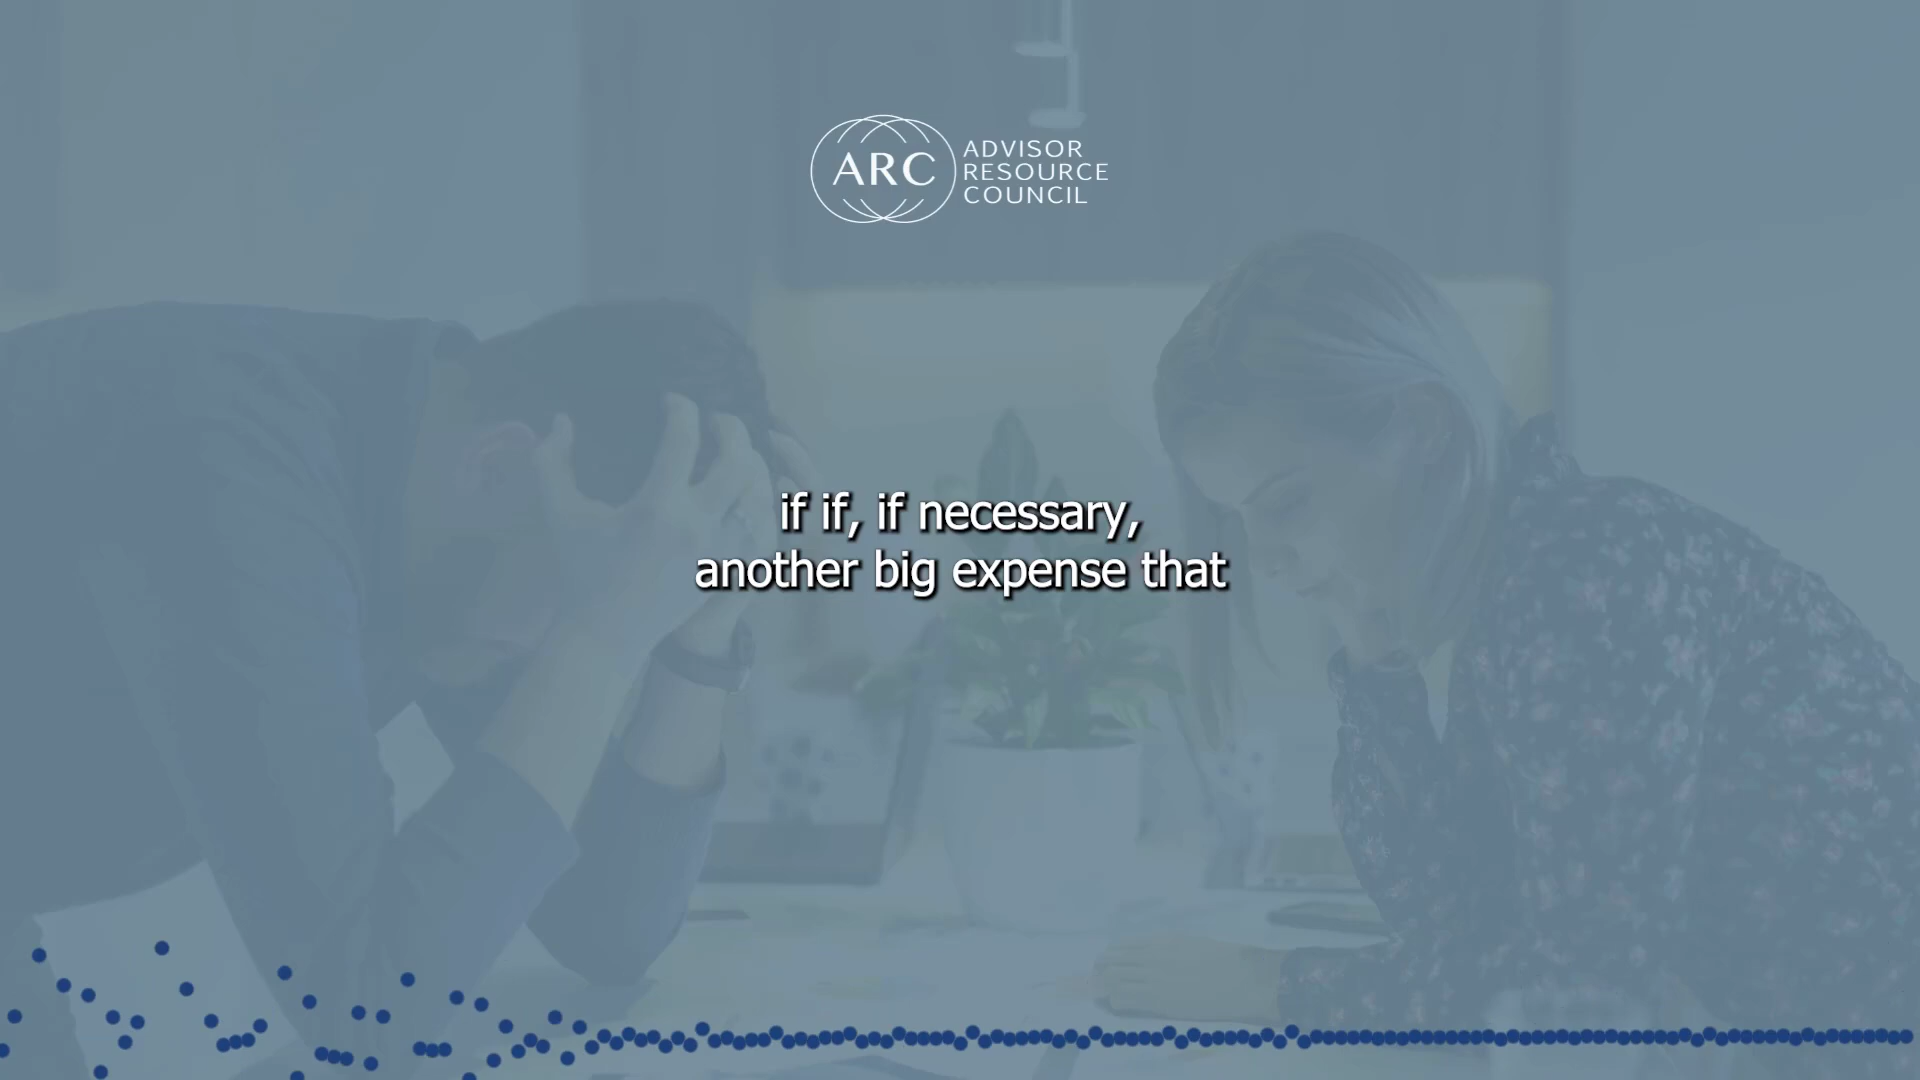 ARC
ADVISOR
RESOURCE
COUNCIL
if if, if necessary,
another big expense that